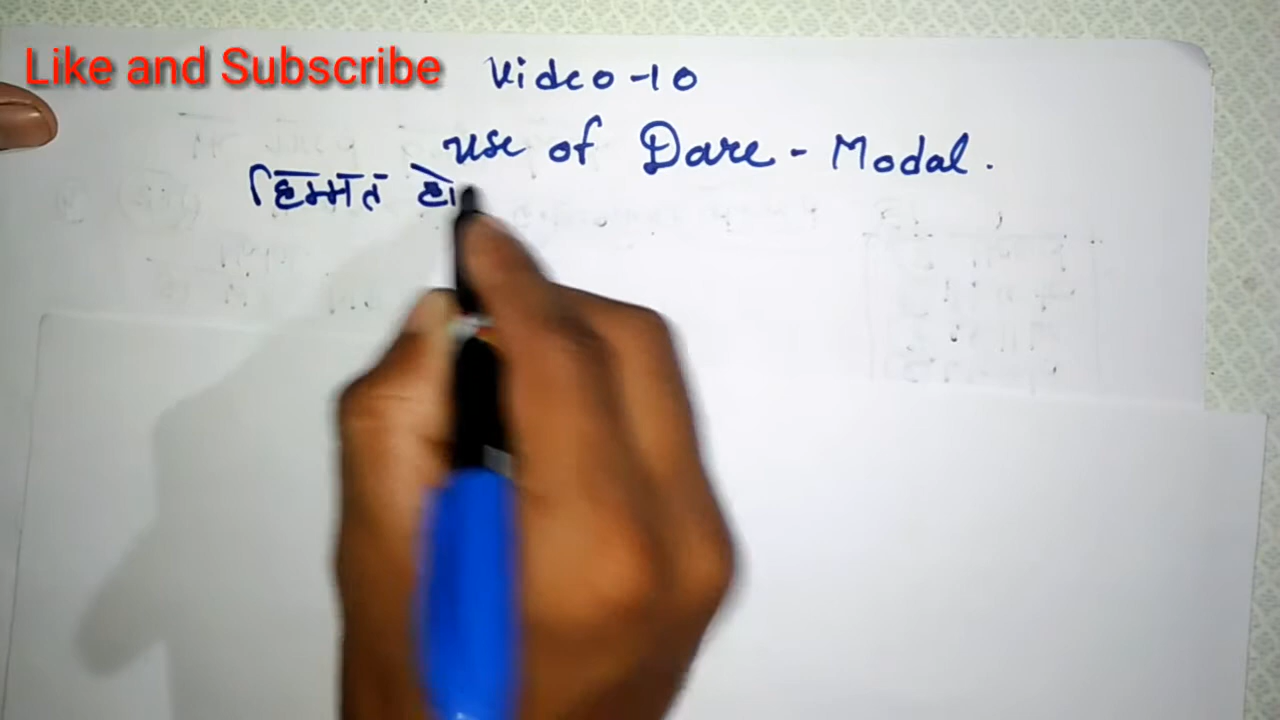 Like and Subscribe
Video-10
use of Dare - Modal.
हिम्मत हो